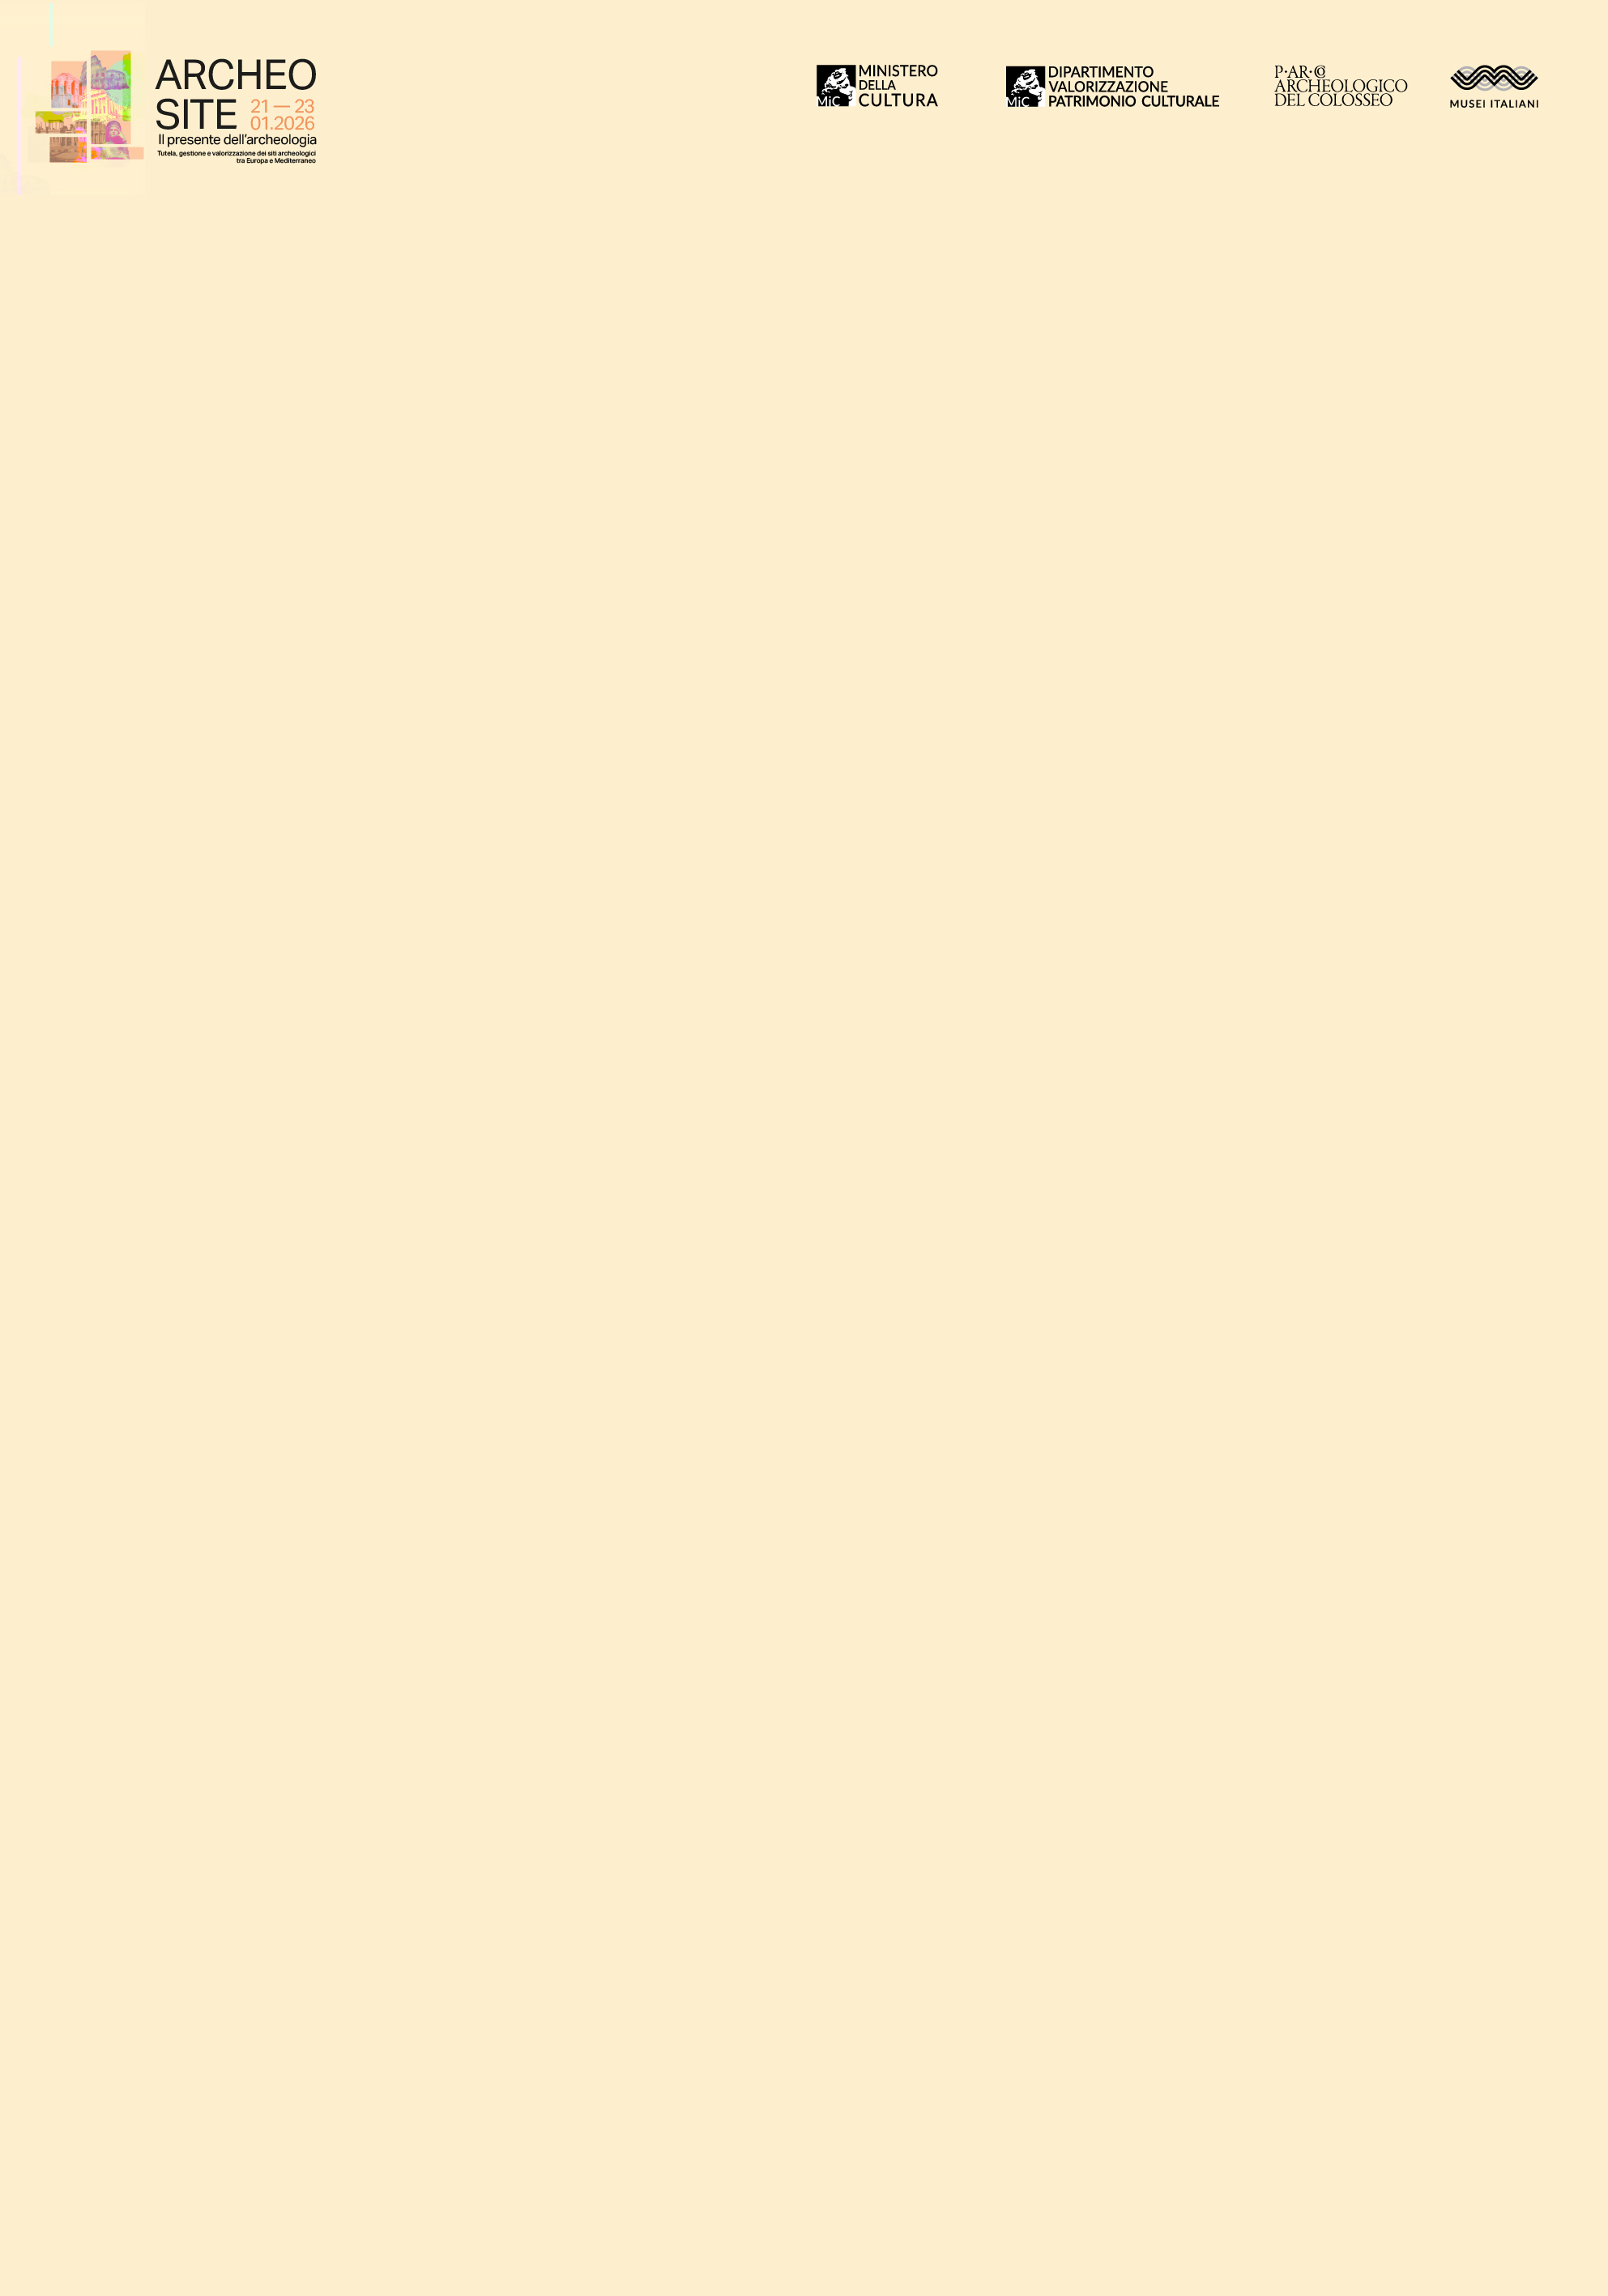 ARCHEO
SITE
21 — 23
01.2026
Il presente dell'archeologia
Tutela, gestione e valorizzazione dei siti archeologici
tra Europa e Mediterraneo
MiC
MINISTERO
DELLA
CULTURA
MiC
DIPARTIMENTO
VALORIZZAZIONE
PATRIMONIO CULTURALE
P·AR·CO
ARCHEOLOGICO
DEL COLOSSEO
MUSEI ITALIANI